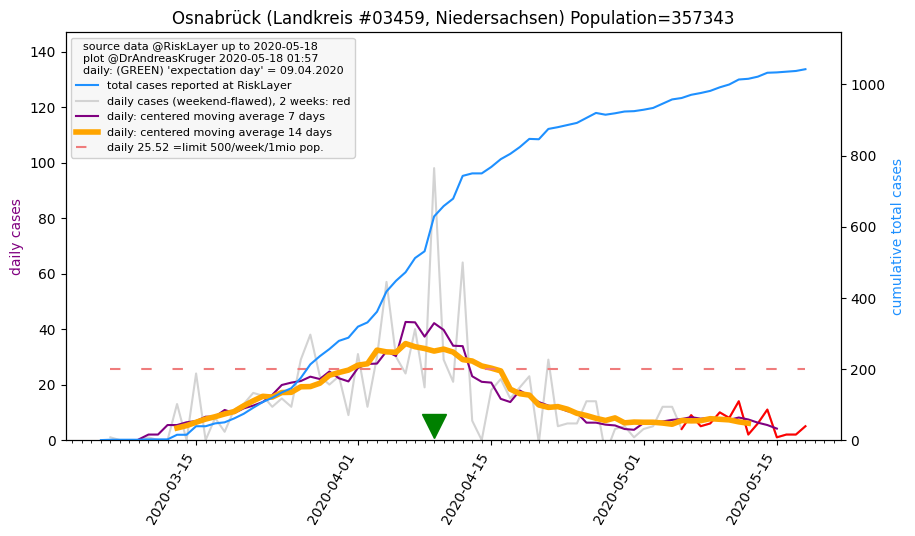 Osnabrück (Landkreis #03459, Niedersachsen) Population=357343
source data @RiskLayer up to 2020-05-18
plot @DrAndreasKruger 2020-05-18 01:57
daily: (GREEN) 'expectation day' = 09.04.2020
total cases reported at RiskLayer
daily cases (weekend-flawed), 2 weeks: red
daily: centered moving average 7 days
daily: centered moving average 14 days
daily 25.52 =limit 500/week/1mio pop.
daily cases
140
120
100
80
60
40
20
0
cumulative total cases
1000
800
600
400
200
0
2020-03-15
2020-04-01
2020-04-15
2020-05-01
2020-05-15